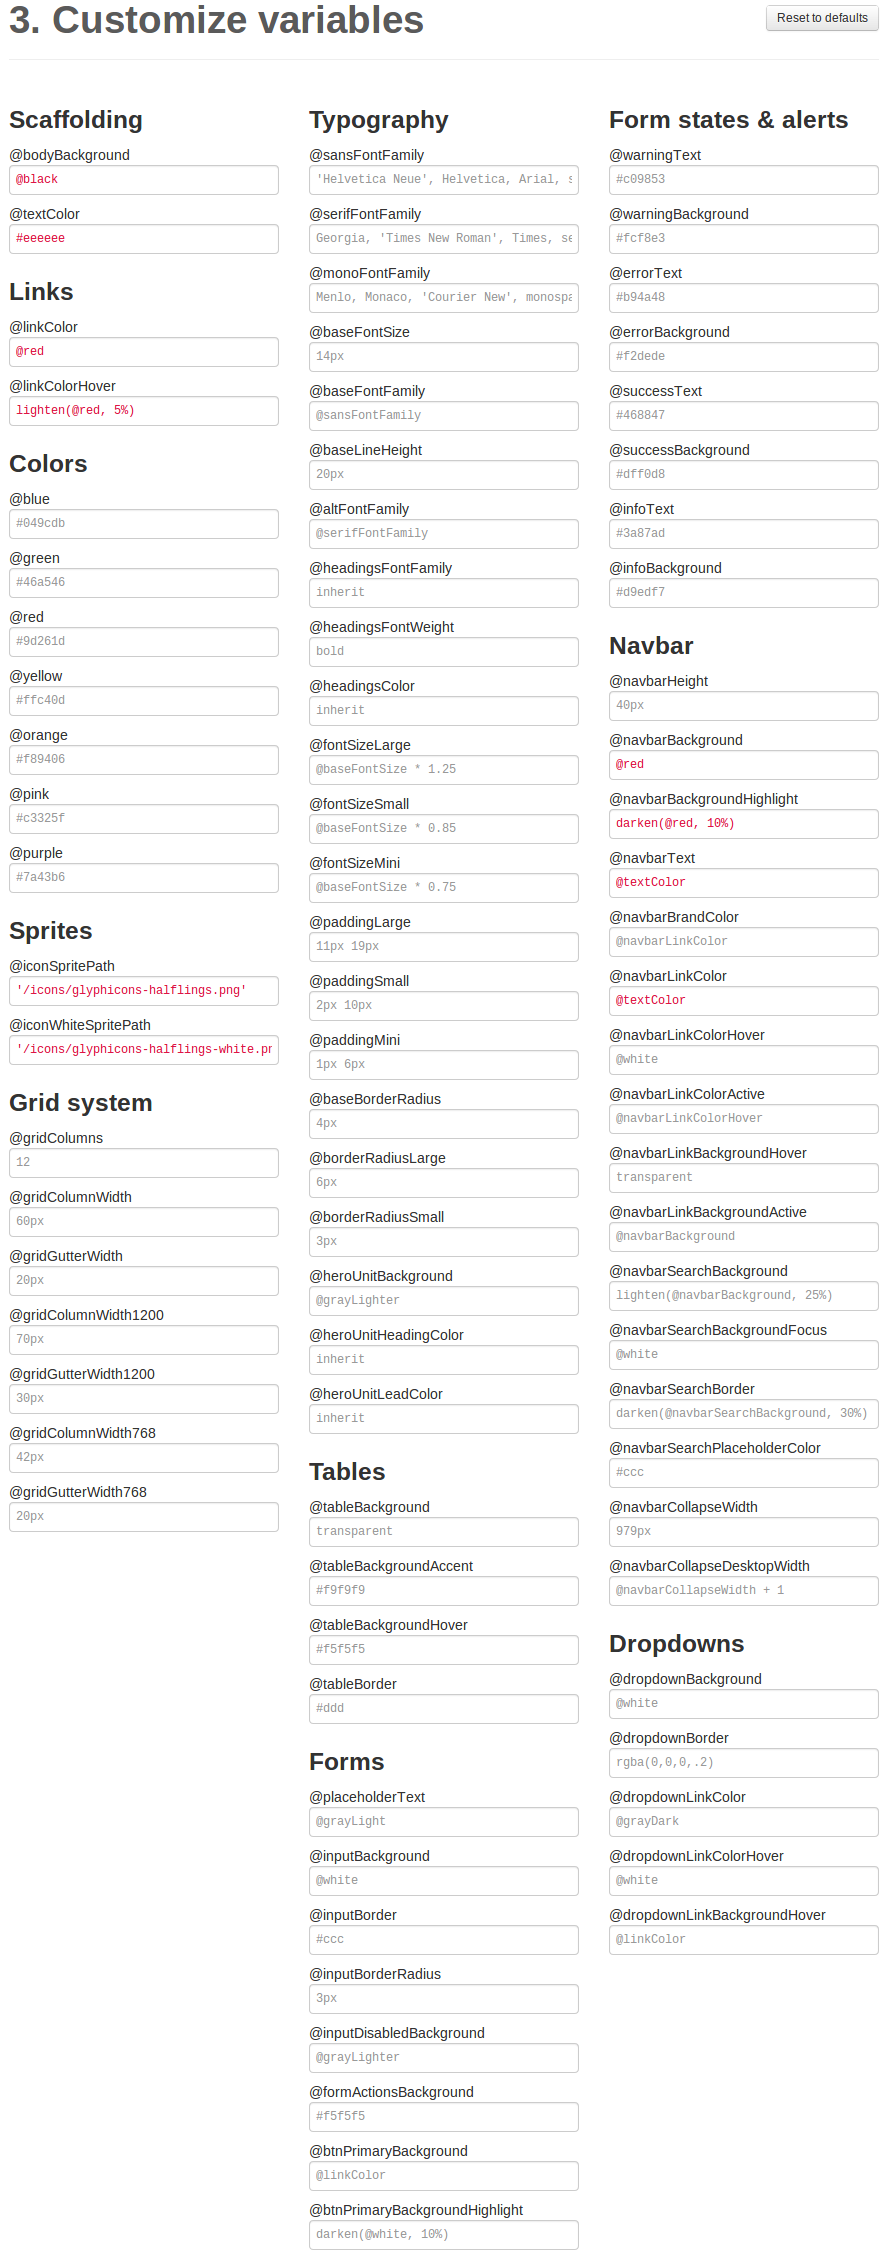 3. Customize variables
Reset to defaults
Scaffolding
@bodyBackground
@black
@textColor
#eeeeee
Links
@linkColor
@red
@linkColorHover
lighten(@red, 5%)
Colors
@blue
#049cdb
@green
#46a546
@red
#9d261d
@yellow
#ffc40d
@orange
#f89406
@pink
#c3325f
@purple
#7a43b6
Sprites
@iconSpritePath
'/icons/glyphicons-halflings.png'
@iconWhiteSpritePath
'/icons/glyphicons-halflings-white.pn
Grid system
@gridColumns
12
@gridColumnWidth
60px
@gridGutterWidth
20px
@gridColumnWidth1200
70px
@gridGutterWidth1200
30px
@gridColumnWidth768
42px
@gridGutterWidth768
20px
Typography
@sansFontFamily
'Helvetica Neue', Helvetica, Arial, s
@serifFontFamily
Georgia, 'Times New Roman', Times, se
@monoFontFamily
Menlo, Monaco, 'Courier New', monospa
@baseFontSize
14px
@baseFontFamily
@sansFontFamily
@baseLineHeight
20px
@altFontFamily
@serifFontFamily
@headingsFontFamily
inherit
@headingsFontWeight
bold
@headingsColor
inherit
@fontSizeLarge
@baseFontSize * 1.25
@fontSizeSmall
@baseFontSize * 0.85
@fontSizeMini
@baseFontSize * 0.75
@paddingLarge
11px 19px
@paddingSmall
2px 10px
@paddingMini
1px 6px
@baseBorderRadius
4px
@borderRadiusLarge
6px
@borderRadiusSmall
3px
@heroUnitBackground
@grayLighter
@heroUnitHeadingColor
inherit
@heroUnitLeadColor
inherit
Tables
@tableBackground
transparent
@tableBackgroundAccent
#f9f9f9
@tableBackgroundHover
#f5f5f5
@tableBorder
#ddd
Forms
@placeholderText
@grayLight
@inputBackground
@white
@inputBorder
#ccc
@inputBorderRadius
3px
@inputDisabledBackground
@grayLighter
@formActionsBackground
#f5f5f5
@btnPrimaryBackground
@linkColor
@btnPrimaryBackgroundHighlight
darken(@white, 10%)
Form states & alerts
@warningText
#c09853
@warningBackground
#fcf8e3
@errorText
#b94a48
@errorBackground
#f2dede
@successText
#468847
@successBackground
#dff0d8
@infoText
#3a87ad
@infoBackground
#d9edf7
Navbar
@navbarHeight
40px
@navbarBackground
@red
@navbarBackgroundHighlight
darken(@red, 10%)
@navbarText
@textColor
@navbarBrandColor
@navbarLinkColor
@navbarLinkColor
@textColor
@navbarLinkColorHover
@white
@navbarLinkColorActive
@navbarLinkColorHover
@navbarLinkBackgroundHover
transparent
@navbarLinkBackgroundActive
@navbarBackground
@navbarSearchBackground
lighten(@navbarBackground, 25%)
@navbarSearchBackgroundFocus
@white
@navbarSearchBorder
darken(@navbarSearchBackground, 30%)
@navbarSearchPlaceholderColor
#ccc
@navbarCollapseWidth
979px
@navbarCollapseDesktopWidth
@navbarCollapseWidth + 1
Dropdowns
@dropdownBackground
@white
@dropdownBorder
rgba(0,0,0,.2)
@dropdownLinkColor
@grayDark
@dropdownLinkColorHover
@white
@dropdownLinkBackgroundHover
@linkColor